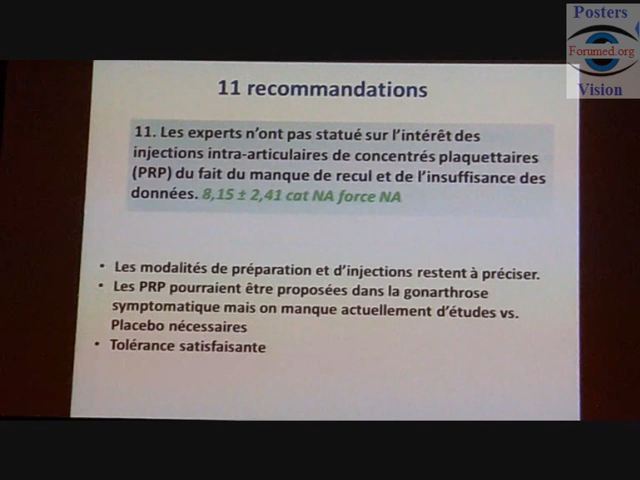 Posters
Forumed.org
Vision
11 recommandations
11. Les experts n'ont pas statué sur l'intérêt des
injections intra-articulaires de concentrés plaquettaires
(PRP) du fait du manque de recul et de l'insuffisance des
données. 8,15 ± 2,41 cat NA force NA
• Les modalités de préparation et d'injections restent à préciser.
• Les PRP pourraient être proposées dans la gonarthrose
symptomatique mais on manque actuellement d'études vs.
Placebo nécessaires
• Tolérance satisfaisante